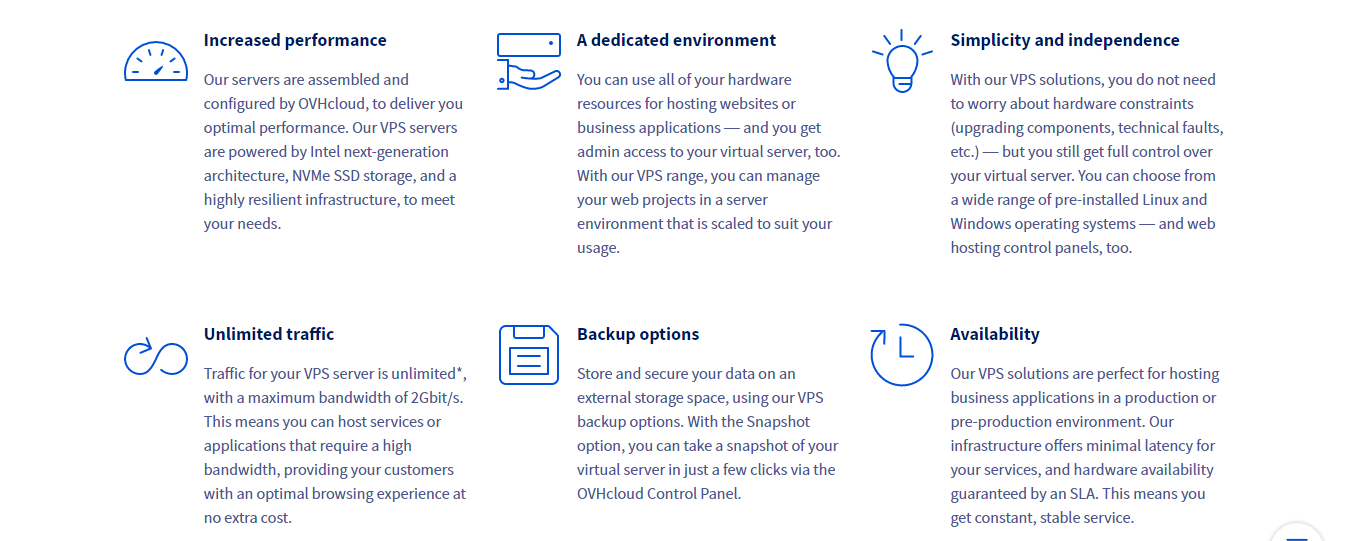 Increased performance
Our servers are assembled and
configured by OVHcloud, to deliver you
optimal performance. Our VPS servers
are powered by Intel next-generation
architecture, NVMe SSD storage, and a
highly resilient infrastructure, to meet
your needs.
A dedicated environment
You can use all of your hardware
resources for hosting websites or
business applications — and you get
admin access to your virtual server, too.
With our VPS range, you can manage
your web projects in a server
environment that is scaled to suit your
usage.
Simplicity and independence
With our VPS solutions, you do not need
to worry about hardware constraints
(upgrading components, technical faults,
etc.) — but you still get full control over
your virtual server. You can choose from
a wide range of pre-installed Linux and
Windows operating systems — and web
hosting control panels, too.
Unlimited traffic
Traffic for your VPS server is unlimited*,
with a maximum bandwidth of 2Gbit/s.
This means you can host services or
applications that require a high
bandwidth, providing your customers
with an optimal browsing experience at
no extra cost.
Backup options
Store and secure your data on an
external storage space, using our VPS
backup options. With the Snapshot
option, you can take a snapshot of your
virtual server in just a few clicks via the
OVHcloud Control Panel.
Availability
Our VPS solutions are perfect for hosting
business applications in a production or
pre-production environment. Our
infrastructure offers minimal latency for
your services, and hardware availability
guaranteed by an SLA. This means you
get constant, stable service.